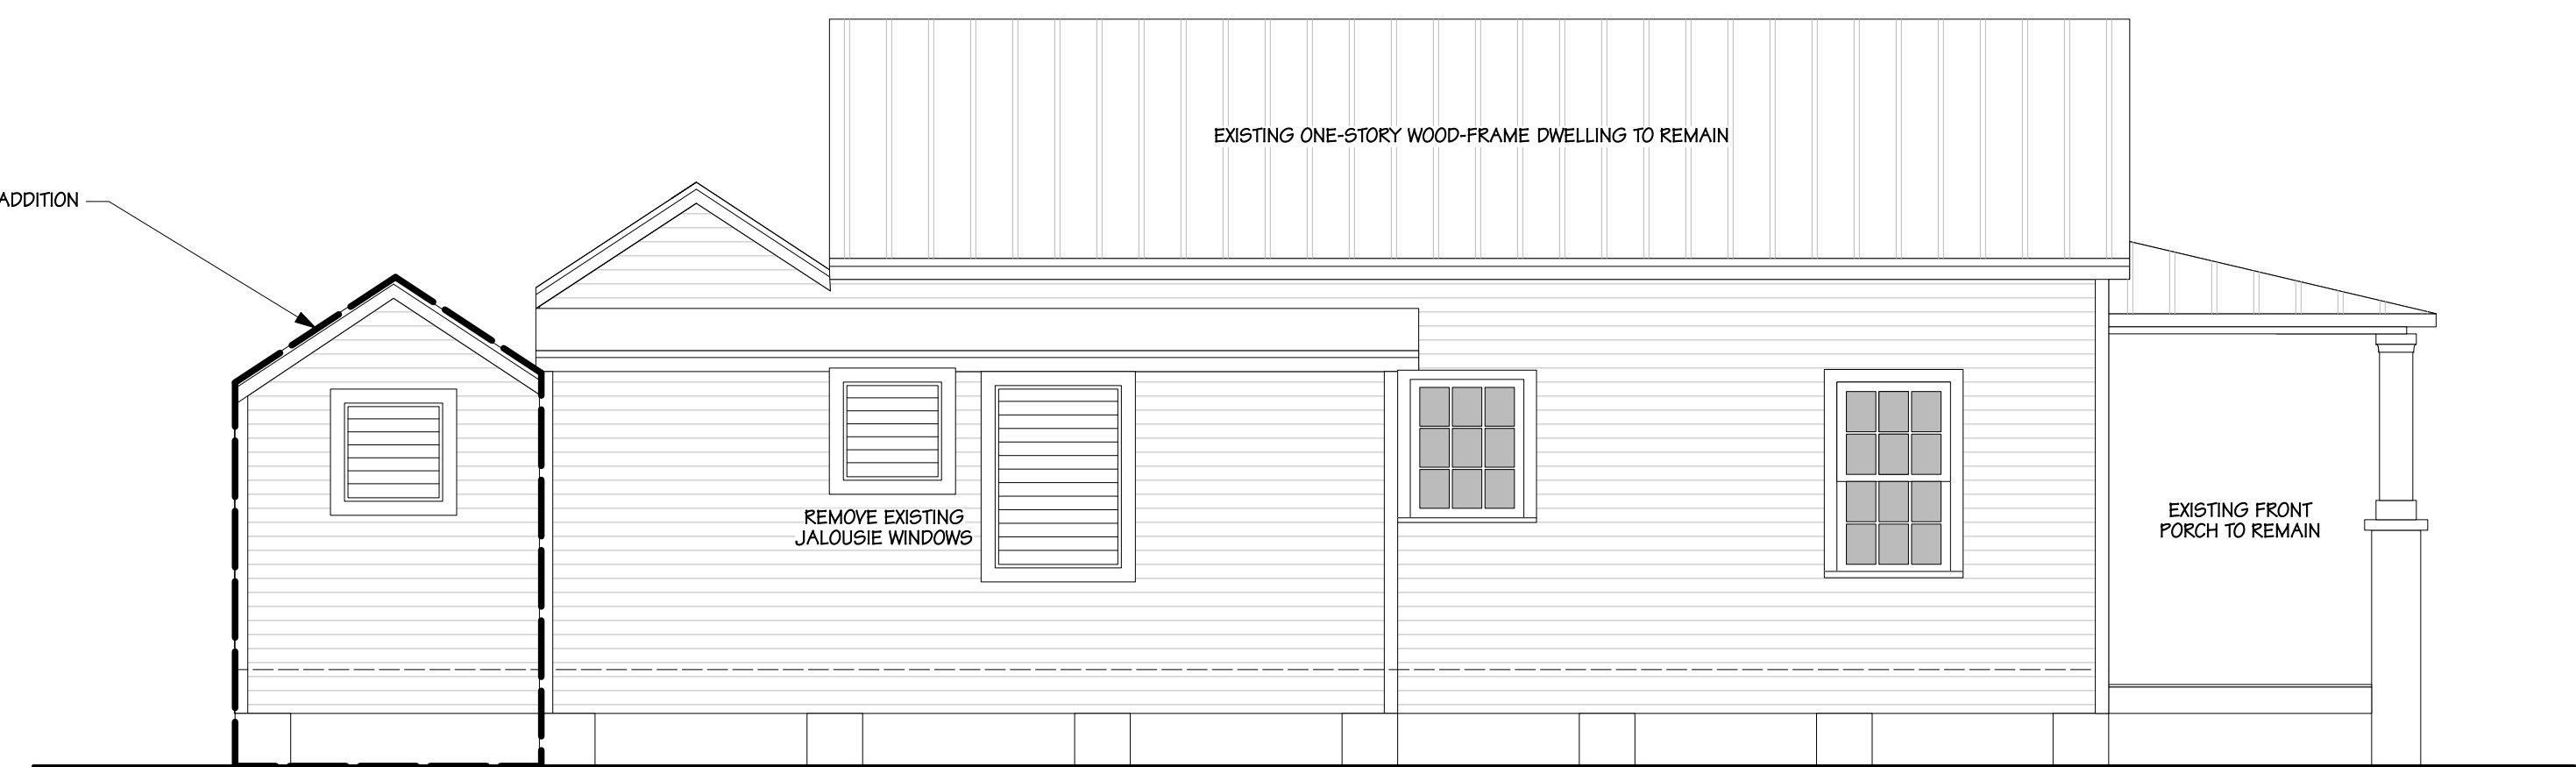 EXISTING ONE-STORY WOOD-FRAME DWELLING TO REMAIN
ADDITION
REMOVE EXISTING
JALOUSIE WINDOWS
EXISTING FRONT
PORCH TO REMAIN